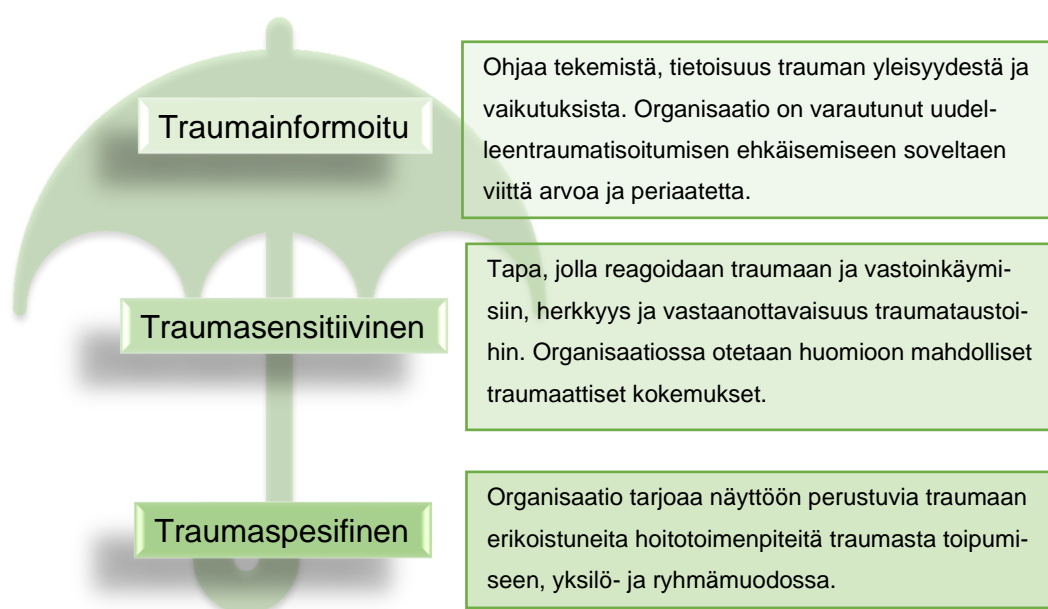 Traumainformoitu
Ohjaa tekemistä, tietoisuus trauman yleisyydestä ja
vaikutuksista. Organisaatio on varautunut uudel-
leentraumatisoitumisen ehkäisemiseen soveltaen
viittä arvoa ja periaatetta.
Traumasensitiivinen
Tapa, jolla reagoidaan traumaan ja vastoinkäymi-
siin, herkkyys ja vastaanottavaisuus traumataustoi-
hin. Organisaatiossa otetaan huomioon mahdolliset
traumaattiset kokemukset.
Traumaspesifinen
Organisaatio tarjoaa näyttöön perustuvia traumaan
erikoistuneita hoitotoimenpiteitä traumasta toipumi-
seen, yksilö- ja ryhmämuodossa.